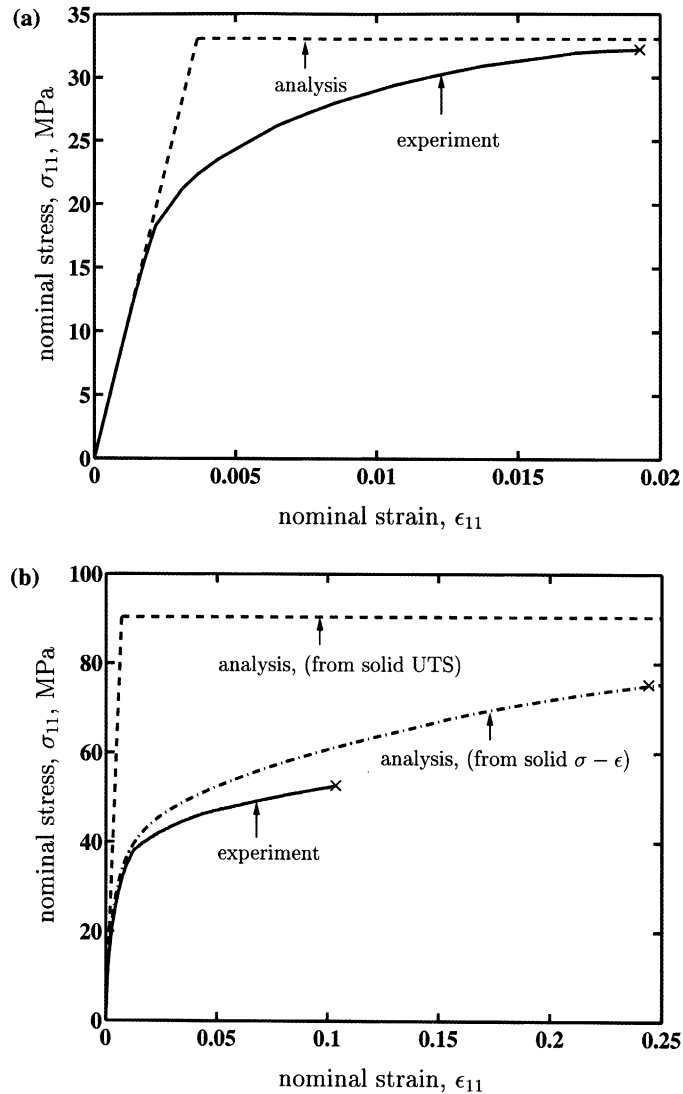 (a)
35
30
25
20
15
10
5
0
nominal stress, σ₁₁, MPa
analysis
experiment
0 0.005 0.01 0.015 0.02
nominal strain, ϵ₁₁
(b)
100
80
60
40
20
0
nominal stress, σ₁₁, MPa
analysis, (from solid UTS)
analysis, (from solid σ − ϵ)
experiment
0 0.05 0.1 0.15 0.2 0.25
nominal strain, ϵ₁₁